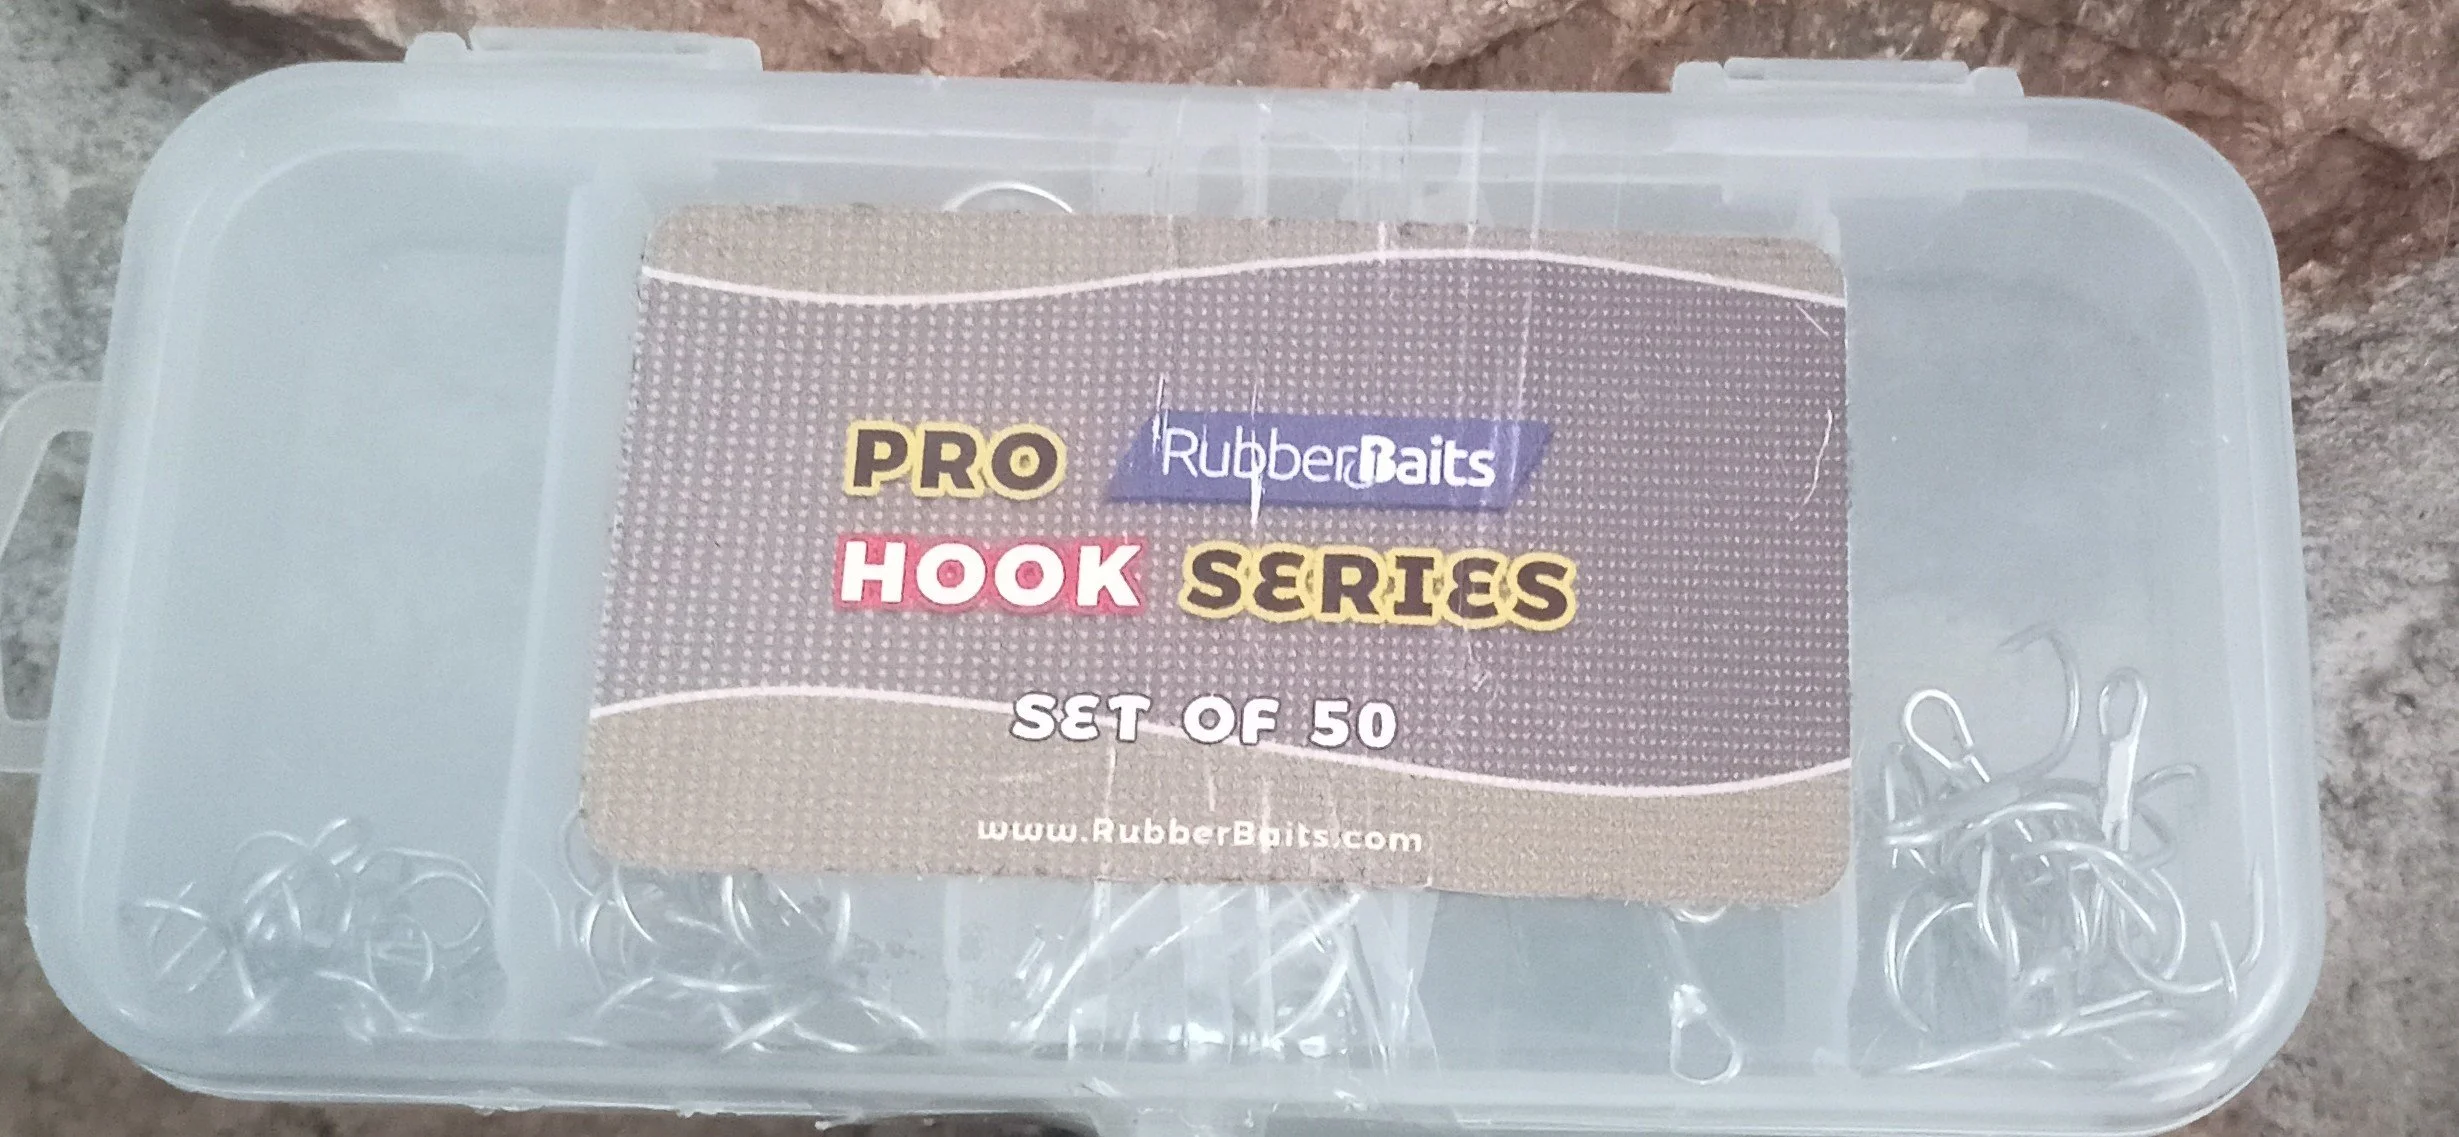 PRO RubberBaits
HOOK SERIES
SET OF 50
www.RubberBaits.com